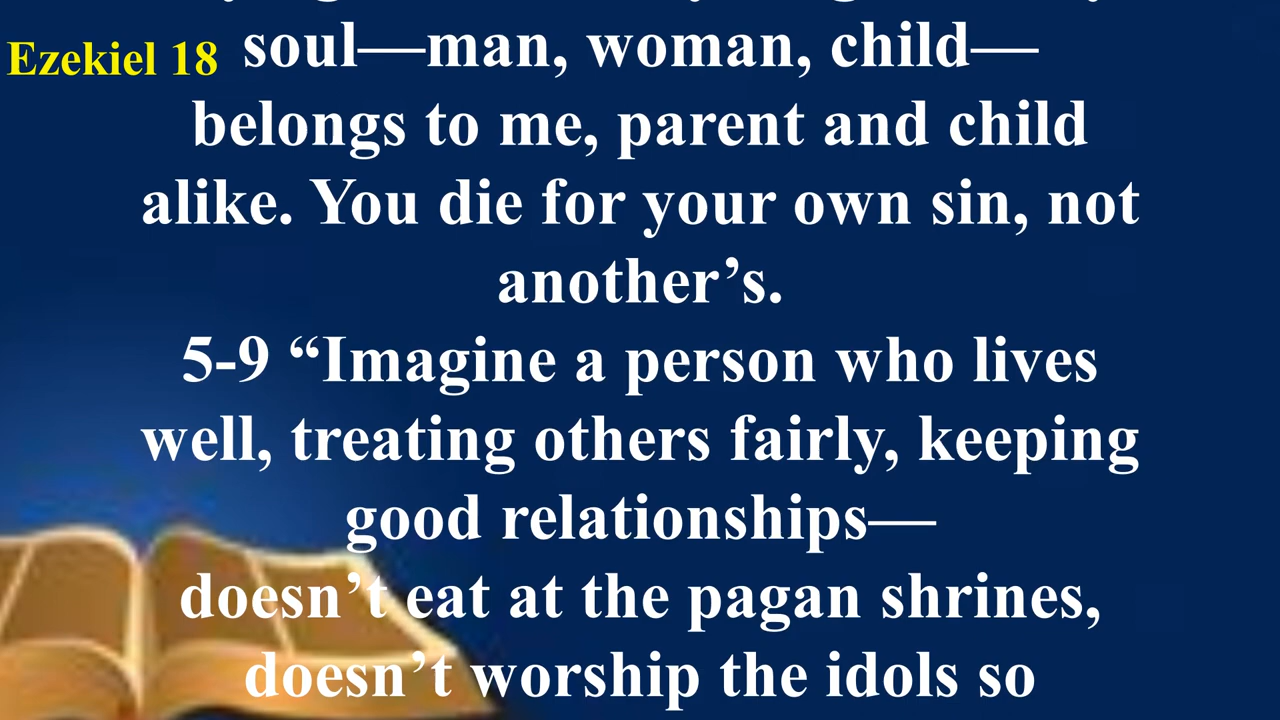 Ezekiel 18
soul—man, woman, child—
belongs to me, parent and child
alike. You die for your own sin, not
another’s.
5-9 “Imagine a person who lives
well, treating others fairly, keeping
good relationships—
doesn’t eat at the pagan shrines,
doesn’t worship the idols so